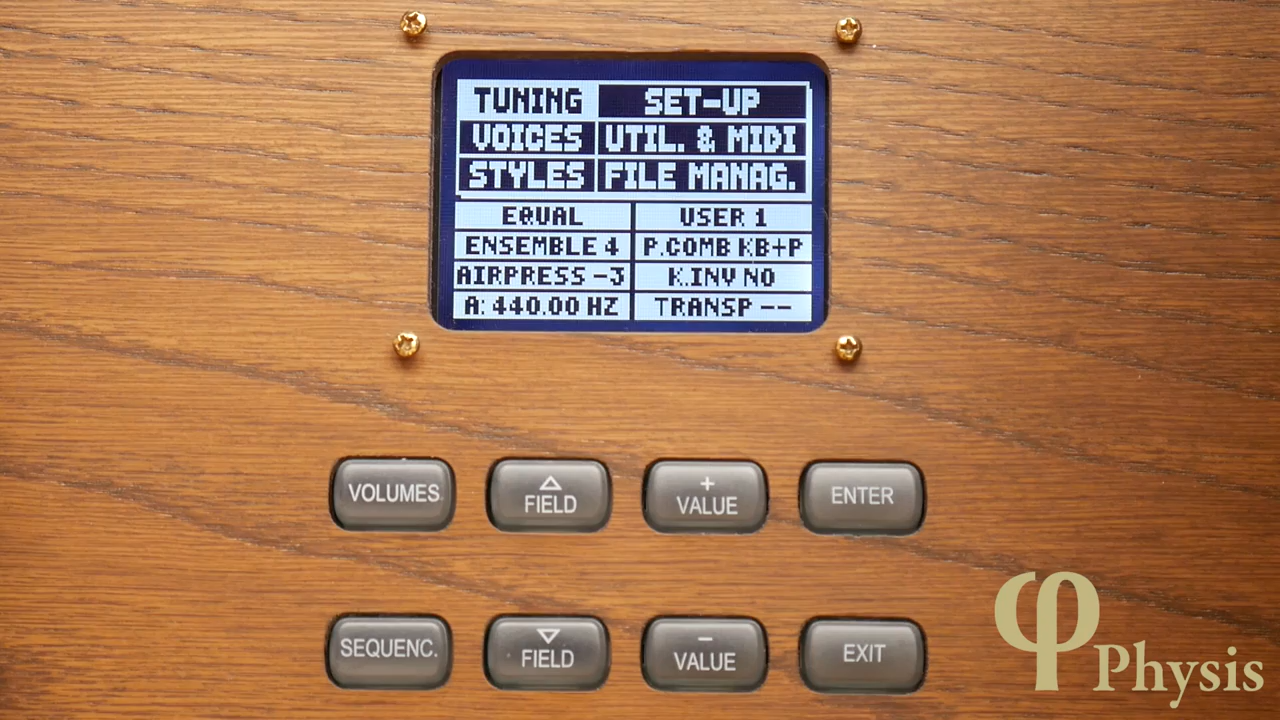 TUNING SET-UP
VOICES UTIL. & MIDI
STYLES FILE MANAG.
EQUAL USER 1
ENSEMBLE 4 P.COMB KB+P
AIRPRESS -3 K.INV NO
A: 440.00 HZ TRANSP --
VOLUMES
FIELD
+
VALUE
ENTER
SEQUENC.
FIELD
-
VALUE
EXIT
φ Physis